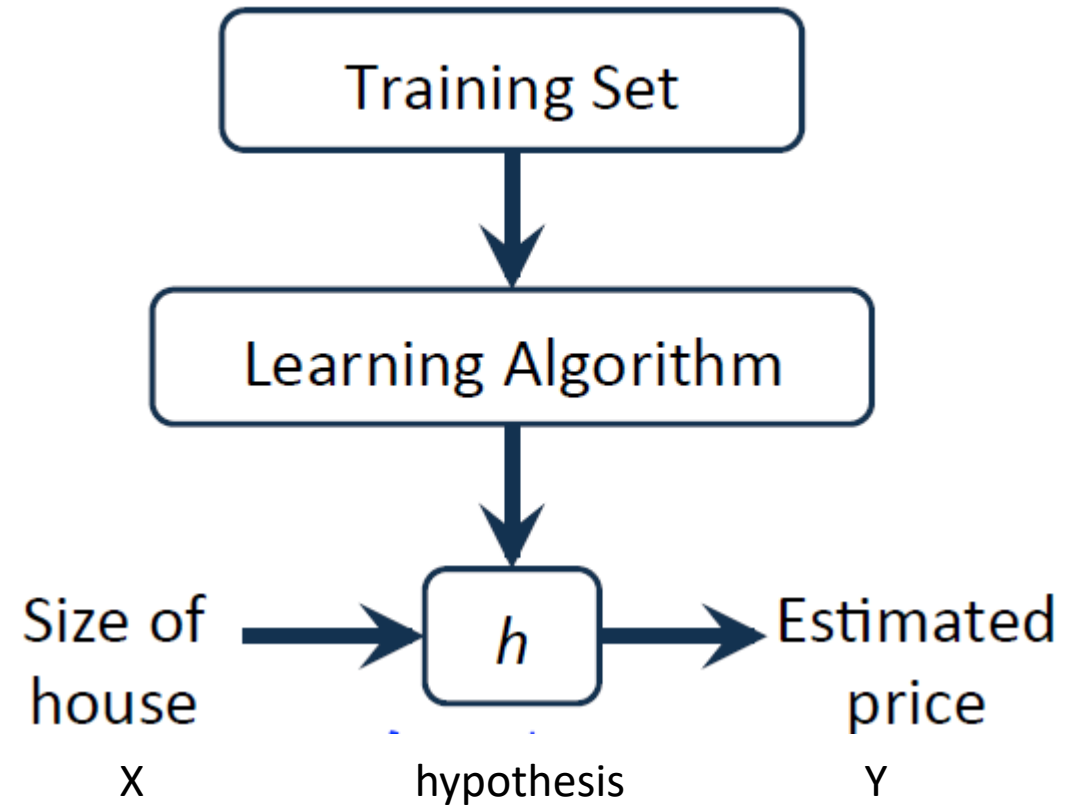 Training Set
Learning Algorithm
Size of
house
h
Estimated
price
X
hypothesis
Y